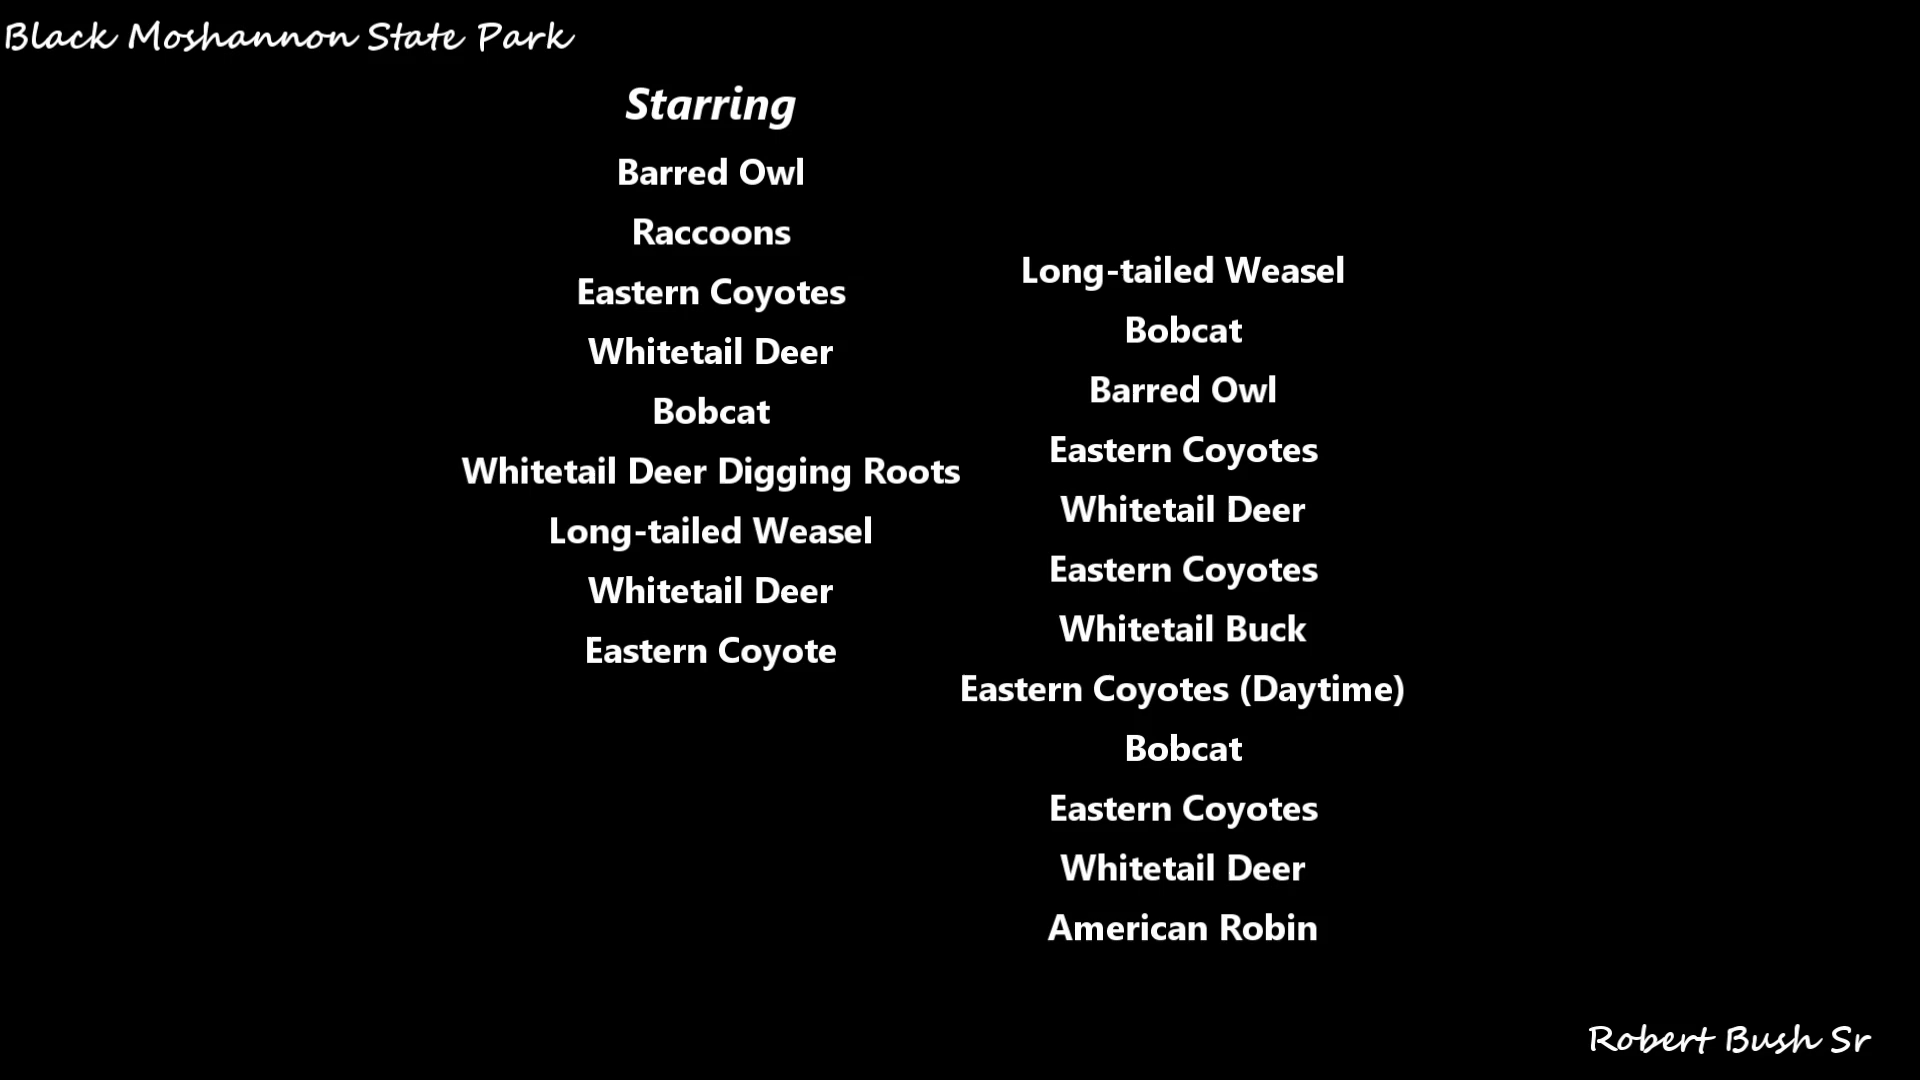 Black Moshannon State Park
Starring
Barred Owl
Raccoons
Eastern Coyotes
Whitetail Deer
Bobcat
Whitetail Deer Digging Roots
Long-tailed Weasel
Whitetail Deer
Eastern Coyote
Long-tailed Weasel
Bobcat
Barred Owl
Eastern Coyotes
Whitetail Deer
Eastern Coyotes
Whitetail Buck
Eastern Coyotes (Daytime)
Bobcat
Eastern Coyotes
Whitetail Deer
American Robin
Robert Bush Sr